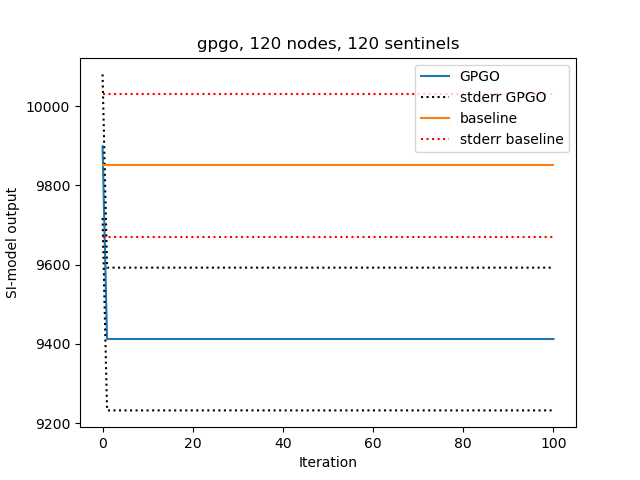 gpgo, 120 nodes, 120 sentinels
GPGO
stderr GPGO
baseline
stderr baseline
SI-model output
10000
9800
9600
9400
9200
0 20 40 60 80 100
Iteration